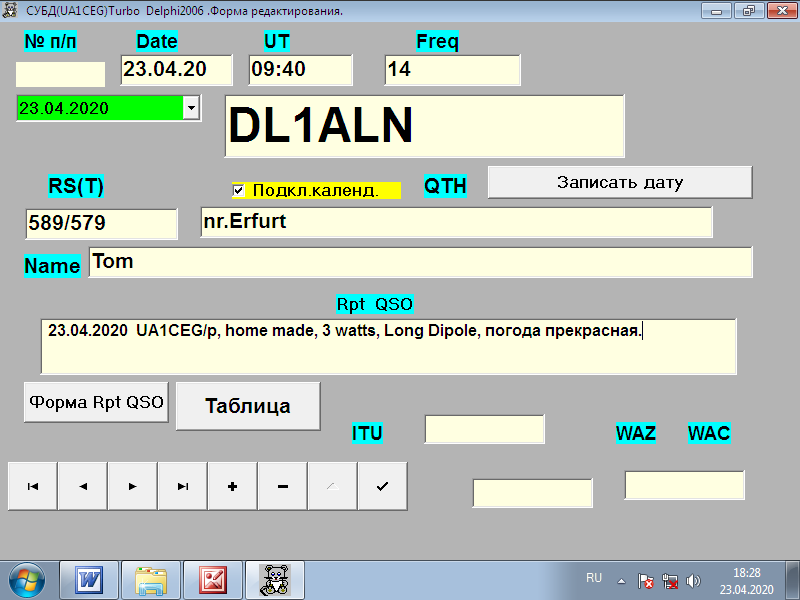 СУБД(UA1CEG)Turbo Delphi2006 .Форма редактирования.
№ п/п Date UT Freq
23.04.20 09:40 14
23.04.2020
DL1ALN
RS(T) Подкл.календ. QTH Записать дату
589/579 nr.Erfurt
Name Tom
Rpt QSO
23.04.2020 UA1CEG/p, home made, 3 watts, Long Dipole, погода прекрасная.
Форма Rpt QSO Таблица
ITU WAZ WAC
RU 18:28
23.04.2020